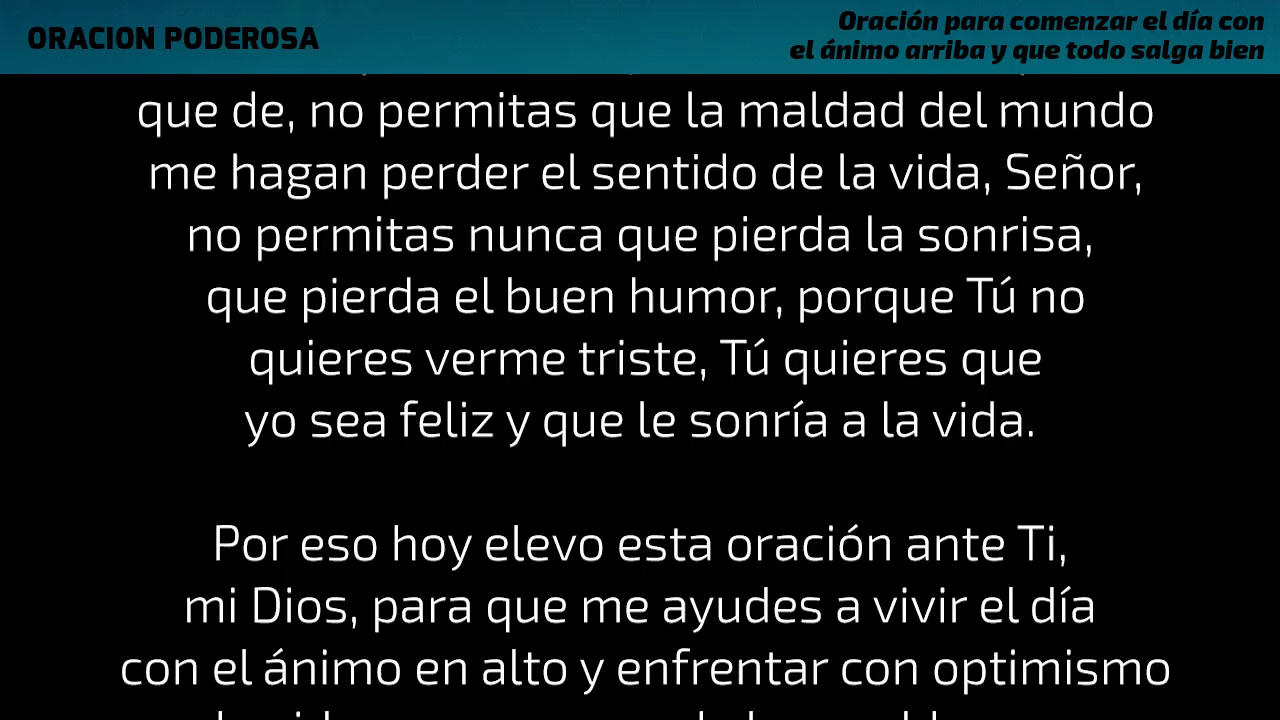 ORACION PODEROSA
Oración para comenzar el día con
el ánimo arriba y que todo salga bien
que de, no permitas que la maldad del mundo
me hagan perder el sentido de la vida, Señor,
no permitas nunca que pierda la sonrisa,
que pierda el buen humor, porque Tú no
quieres verme triste, Tú quieres que
yo sea feliz y que le sonría a la vida.
Por eso hoy elevo esta oración ante Ti,
mi Dios, para que me ayudes a vivir el día
con el ánimo en alto y enfrentar con optimismo